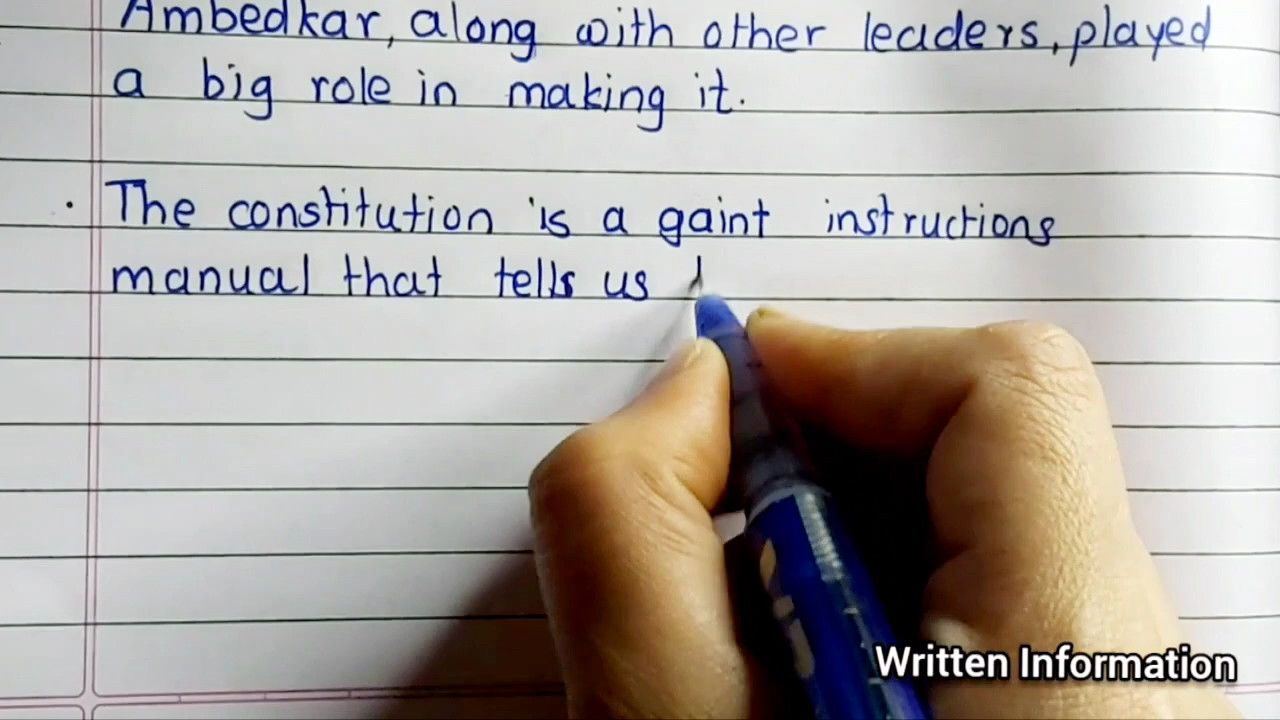 Ambedkar, along with other leaders, played
a big role in making it.
. The constitution is a gaint instructions
manual that tells us
Written Information